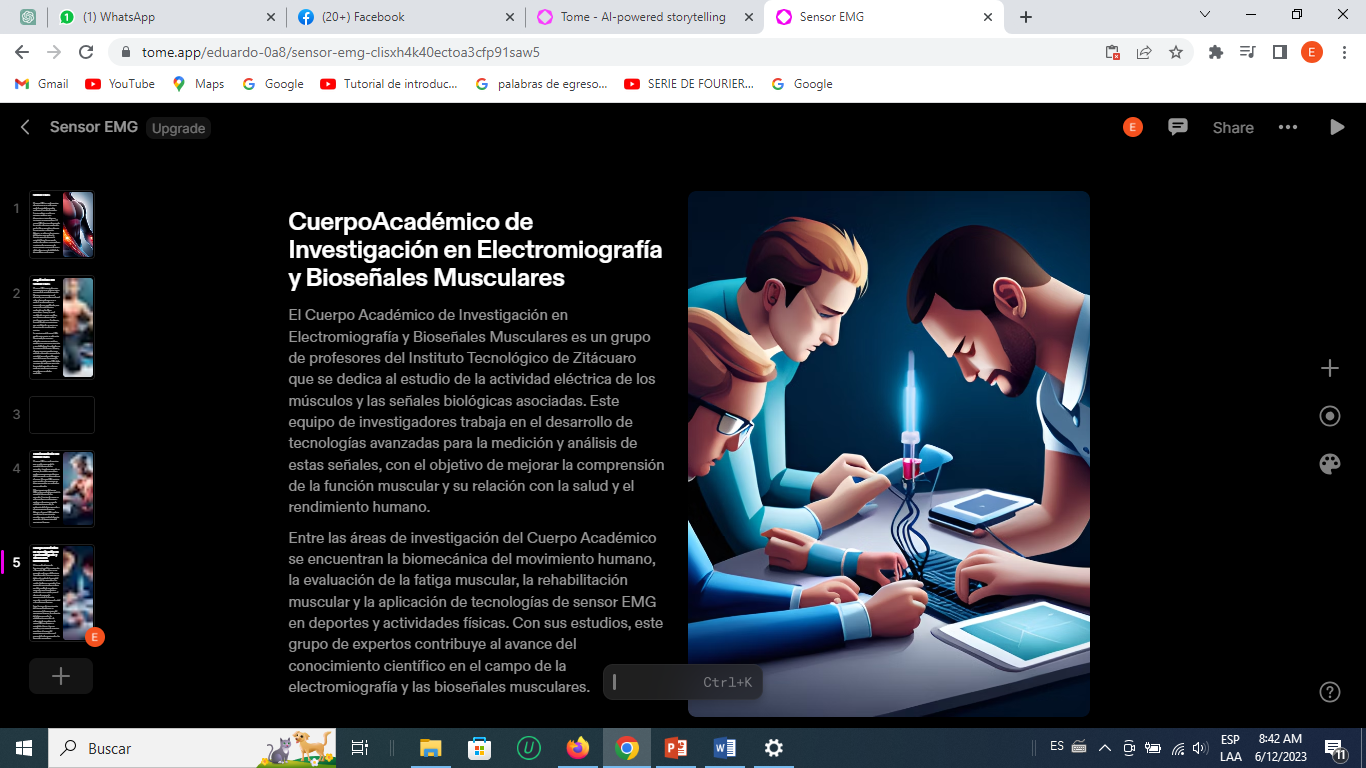 (1) WhatsApp
(20+) Facebook
Tome - AI-powered storytelling
Sensor EMG
tome.app/eduardo-0a8/sensor-emg-clisxh4k40ectoa3cfp91saw5
E
Gmail
YouTube
Maps
Google
Tutorial de introduc...
palabras de egreso...
SERIE DE FOURIER...
Google
Sensor EMG
Upgrade
E
Share
1
2
3
4
5
E
CuerpoAcadémico de
Investigación en Electromiografía
y Bioseñales Musculares
El Cuerpo Académico de Investigación en
Electromiografía y Bioseñales Musculares es un grupo
de profesores del Instituto Tecnológico de Zitácuaro
que se dedica al estudio de la actividad eléctrica de los
músculos y las señales biológicas asociadas. Este
equipo de investigadores trabaja en el desarrollo de
tecnologías avanzadas para la medición y análisis de
estas señales, con el objetivo de mejorar la comprensión
de la función muscular y su relación con la salud y el
rendimiento humano.
Entre las áreas de investigación del Cuerpo Académico
se encuentran la biomecánica del movimiento humano,
la evaluación de la fatiga muscular, la rehabilitación
muscular y la aplicación de tecnologías de sensor EMG
en deportes y actividades físicas. Con sus estudios, este
grupo de expertos contribuye al avance del
conocimiento científico en el campo de la
electromiografía y las bioseñales musculares.
Ctrl+K
Buscar
ES
ESP
LAA
8:42 AM
6/12/2023
11